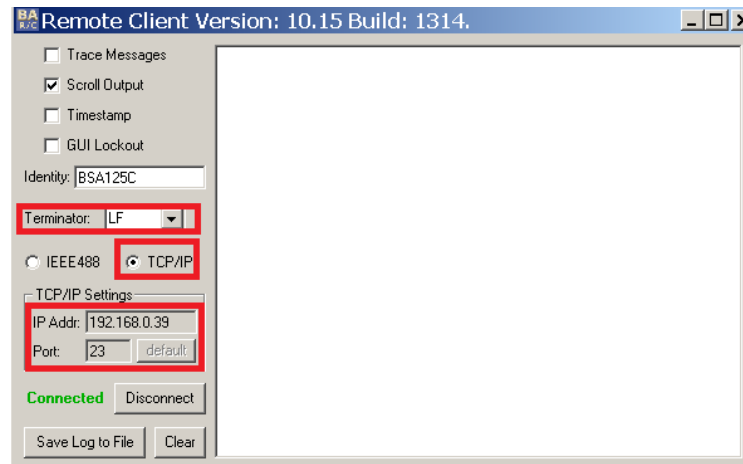 BA R/C Remote Client Version: 10.15 Build: 1314.
Trace Messages
Scroll Output
Timestamp
GUI Lockout
Identity: BSA125C
Terminator: LF
IEEE488 TCP/IP
TCP/IP Settings
IP Addr: 192.168.0.39
Port: 23 default
Connected Disconnect
Save Log to File Clear